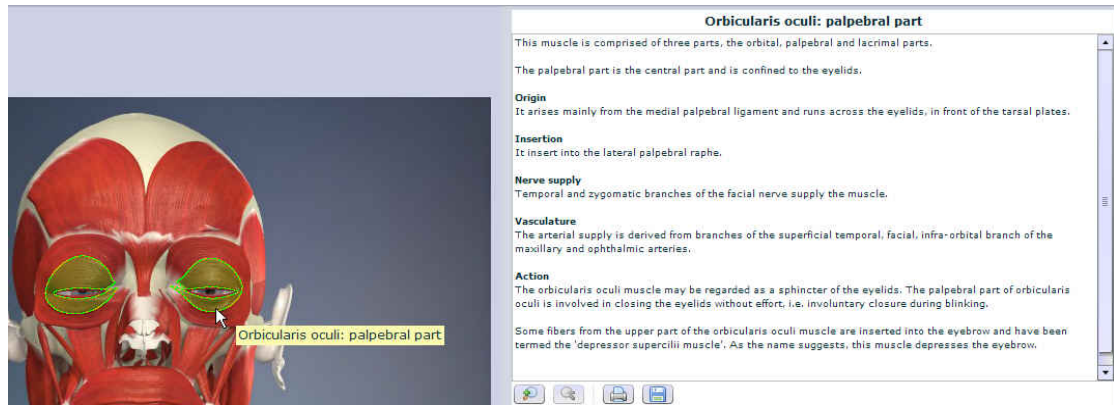 Orbicularis oculi: palpebral part
This muscle is comprised of three parts, the orbital, palpebral and lacrimal parts.
The palpebral part is the central part and is confined to the eyelids.
Origin
It arises mainly from the medial palpebral ligament and runs across the eyelids, in front of the tarsal plates.
Insertion
It insert into the lateral palpebral raphe.
Nerve supply
Temporal and zygomatic branches of the facial nerve supply the muscle.
Vasculature
The arterial supply is derived from branches of the superficial temporal, facial, infra-orbital branch of the
maxillary and ophthalmic arteries.
Action
The orbicularis oculi muscle may be regarded as a sphincter of the eyelids. The palpebral part of orbicularis
oculi is involved in closing the eyelids without effort, i.e. involuntary closure during blinking.
Some fibers from the upper part of the orbicularis oculi muscle are inserted into the eyebrow and have been
termed the 'depressor supercilii muscle'. As the name suggests, this muscle depresses the eyebrow.
Orbicularis oculi: palpebral part